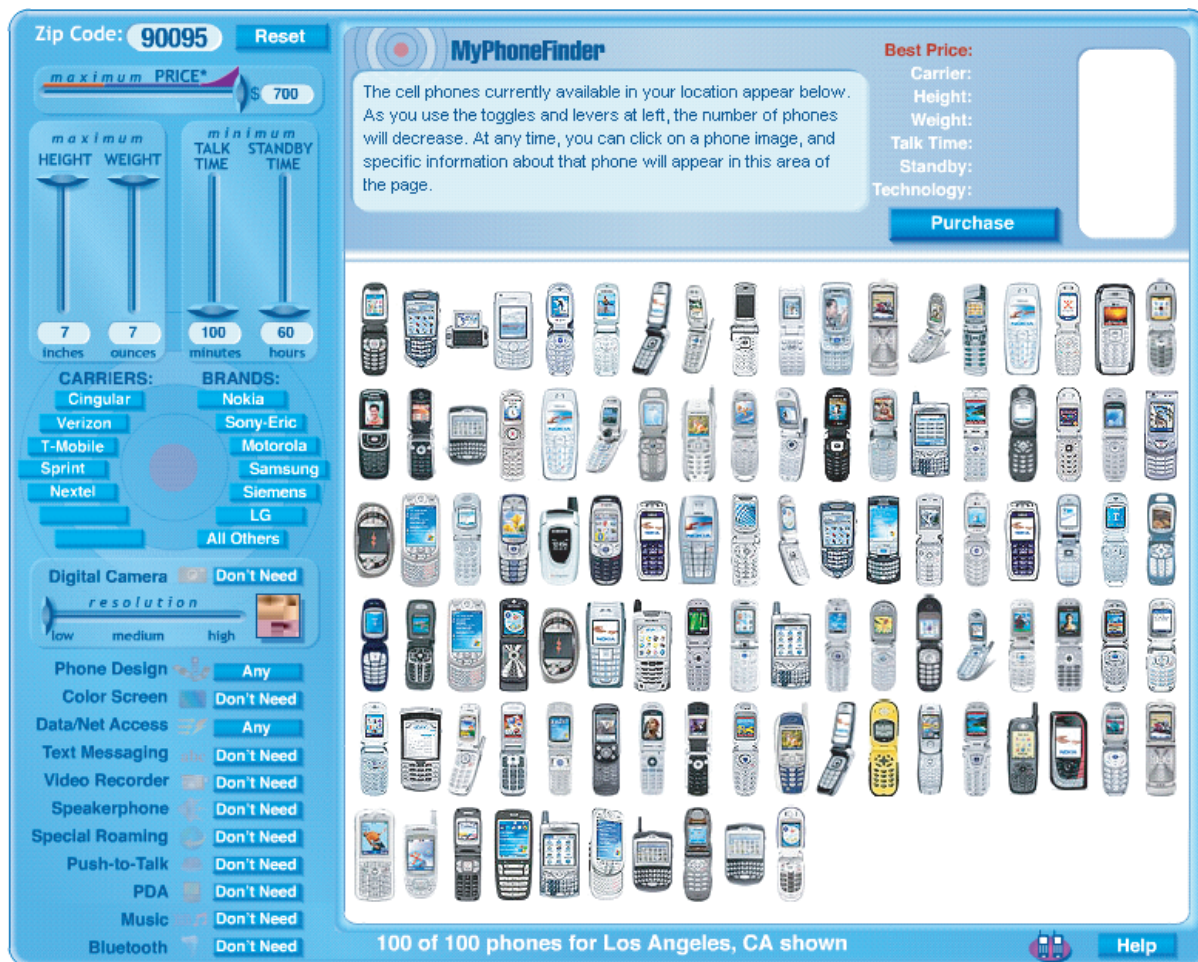 Zip Code: 90095 Reset
maximum PRICE*
$ 700
maximum
HEIGHT WEIGHT
minimum
TALK TIME STANDBY TIME
7 7 100 60
inches ounces minutes hours
CARRIERS: BRANDS:
Cingular Nokia
Verizon Sony-Eric
T-Mobile Motorola
Sprint Samsung
Nextel Siemens
LG
All Others
Digital Camera Don't Need
resolution
low medium high
Phone Design Any
Color Screen Don't Need
Data/Net Access Any
Text Messaging Don't Need
Video Recorder Don't Need
Speakerphone Don't Need
Special Roaming Don't Need
Push-to-Talk Don't Need
PDA Don't Need
Music Don't Need
Bluetooth Don't Need
MyPhoneFinder
The cell phones currently available in your location appear below.
As you use the toggles and levers at left, the number of phones
will decrease. At any time, you can click on a phone image, and
specific information about that phone will appear in this area of
the page.
Best Price:
Carrier:
Height:
Weight:
Talk Time:
Standby:
Technology:
Purchase
100 of 100 phones for Los Angeles, CA shown
Help